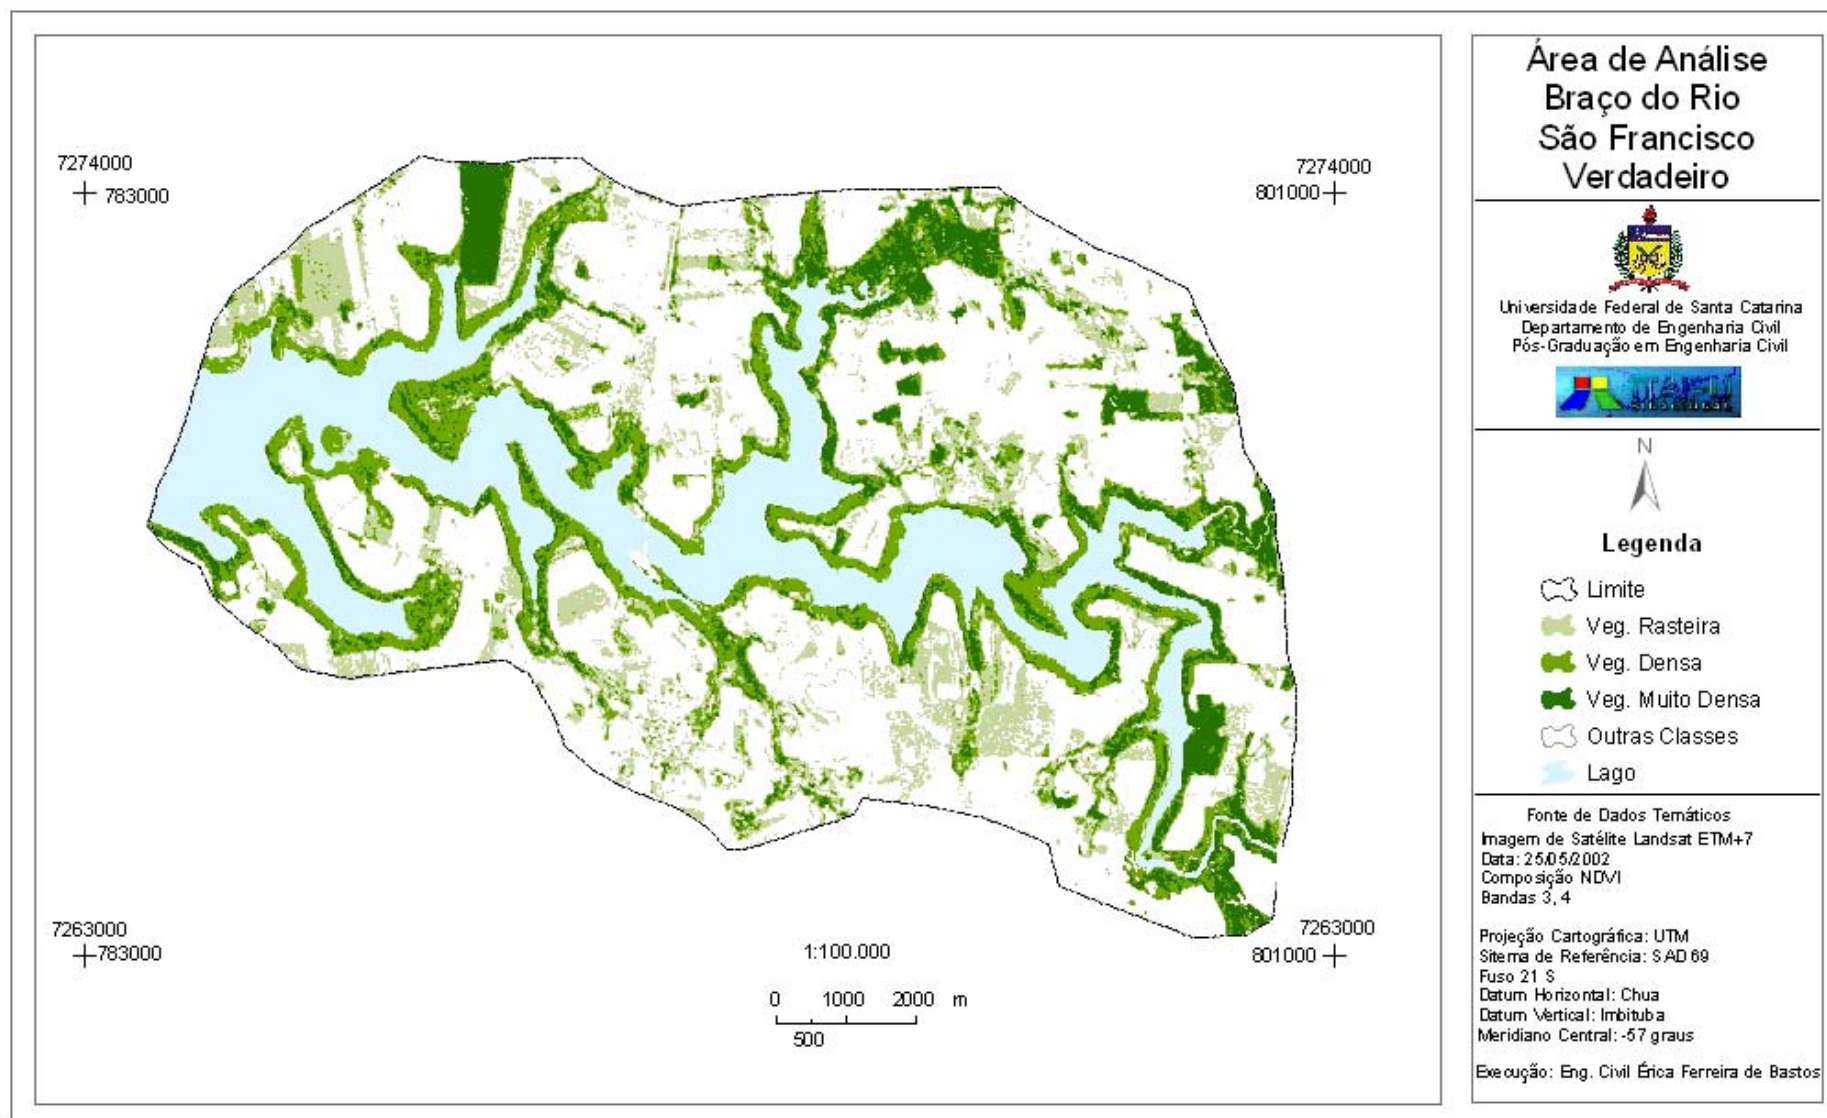 7274000
783000
7274000
801000
7263000
783000
7263000
801000
1:100.000
0 1000 2000 m
500
Área de Análise
Braço do Rio
São Francisco
Verdadeiro
Universidade Federal de Santa Catarina
Departamento de Engenharia Civil
Pós-Graduação em Engenharia Civil
N
Legenda
Limite
Veg. Rasteira
Veg. Densa
Veg. Muito Densa
Outras Classes
Lago
Fonte de Dados Temáticos
Imagem de Satélite Landsat ETM+7
Data: 25/05/2002
Composição NDVI
Bandas 3, 4
Projeção Cartográfica: UTM
Sitema de Referência: SAD 69
Fuso 21 S
Datum Horizontal: Chua
Datum Vertical: Imbituba
Meridiano Central: -57 graus
Execução: Eng. Civil Érica Ferreira de Bastos